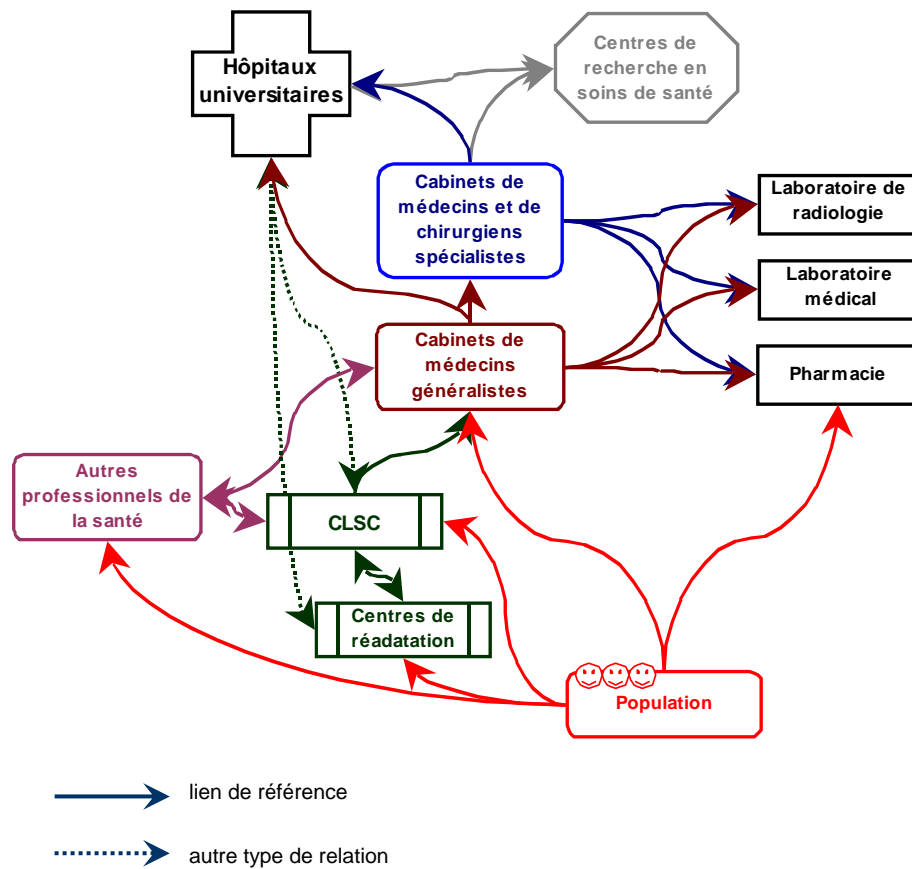 Hôpitaux
universitaires
Centres de
recherche en
soins de santé
Cabinets de
médecins et de
chirurgiens
spécialistes
Laboratoire de
radiologie
Laboratoire
médical
Cabinets de
médecins
généralistes
Pharmacie
Autres
professionnels de
la santé
CLSC
Centres de
réadatation
Population
lien de référence
autre type de relation